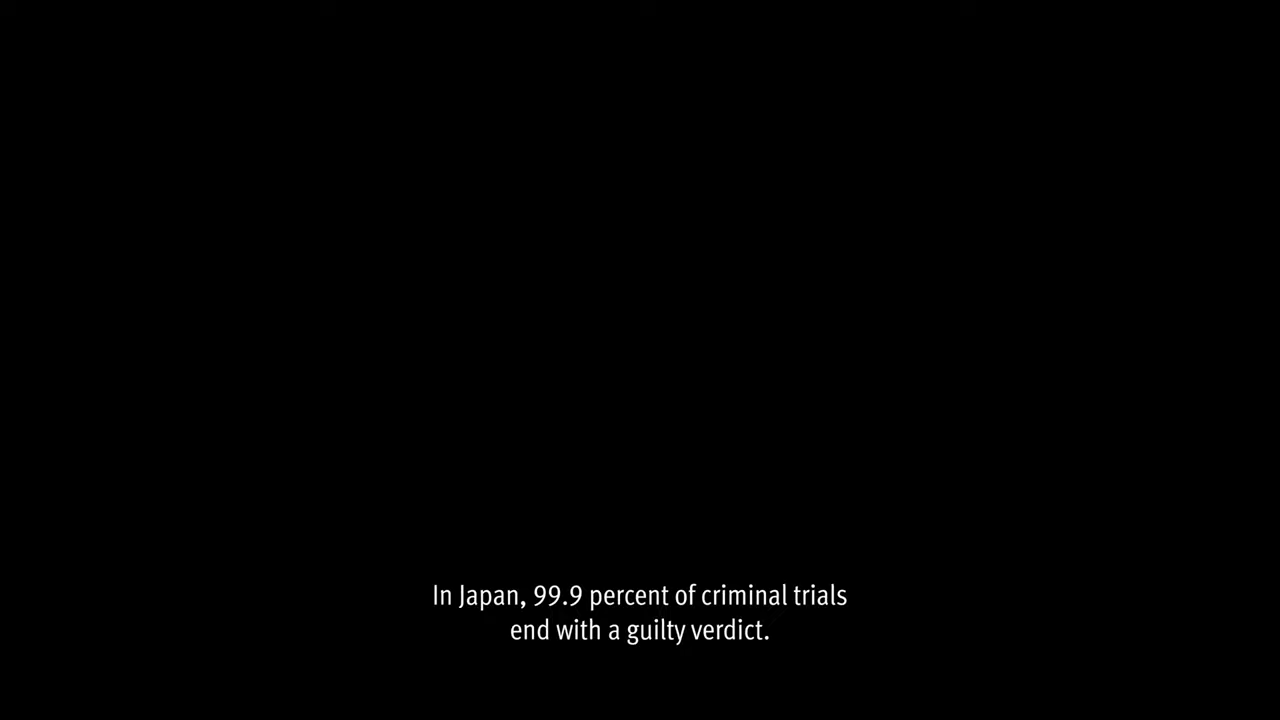 In Japan, 99.9 percent of criminal trials
end with a guilty verdict.